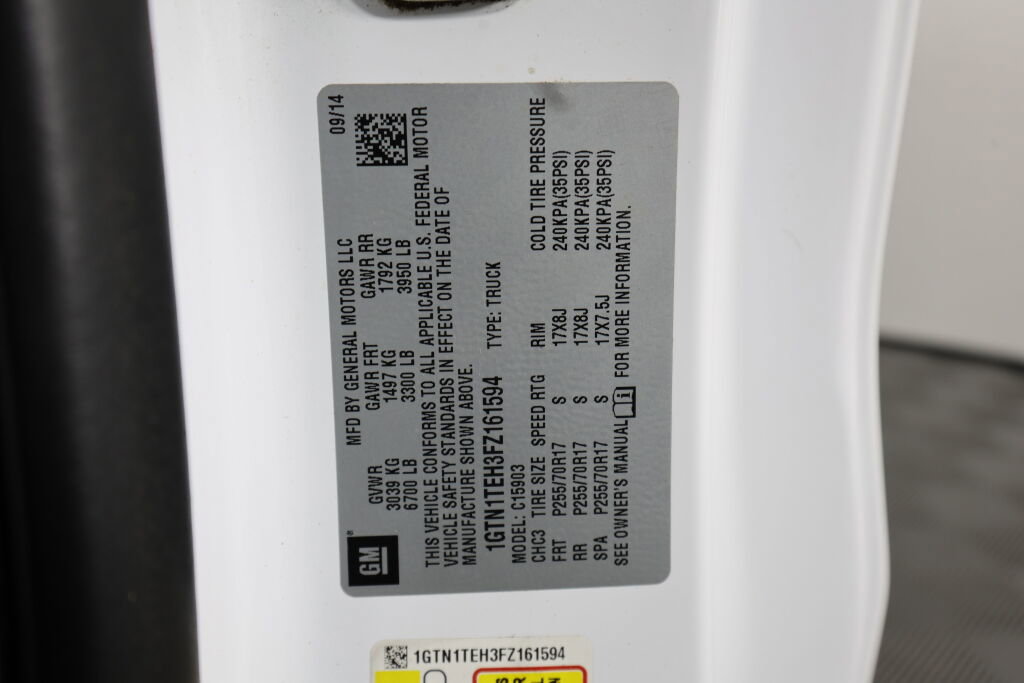 MFD BY GENERAL MOTORS LLC 09/14
GVWR GAWR FRT GAWR RR
3039 KG 1497 KG 1792 KG
6700 LB 3300 LB 3950 LB
GM
THIS VEHICLE CONFORMS TO ALL APPLICABLE U.S. FEDERAL MOTOR
VEHICLE SAFETY STANDARDS IN EFFECT ON THE DATE OF
MANUFACTURE SHOWN ABOVE.
1GTN1TEH3FZ161594 TYPE: TRUCK
MODEL: C15903
CHC3 TIRE SIZE SPEED RTG RIM COLD TIRE PRESSURE
FRT P255/70R17 S 17X8J 240KPA(35PSI)
RR P255/70R17 S 17X8J 240KPA(35PSI)
SPA P255/70R17 S 17X7.5J 240KPA(35PSI)
SEE OWNER'S MANUAL FOR MORE INFORMATION.
1GTN1TEH3FZ161594